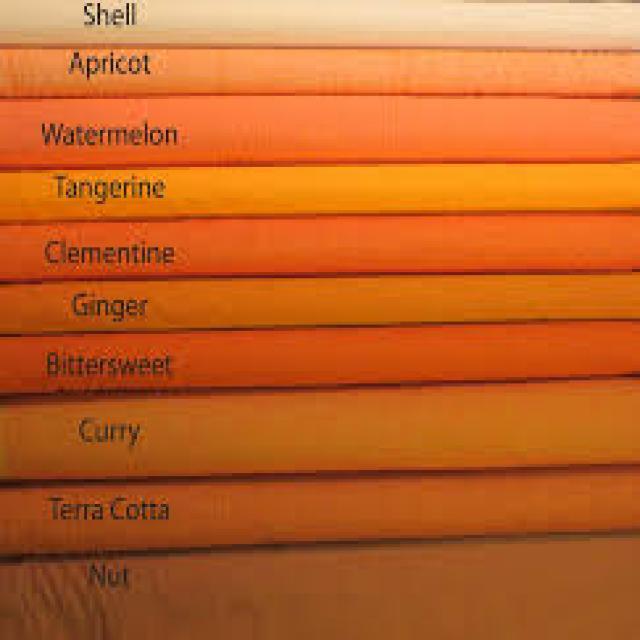 Shell
Apricot
Watermelon
Tangerine
Clementine
Ginger
Bittersweet
Curry
Terra Cotta
Nut